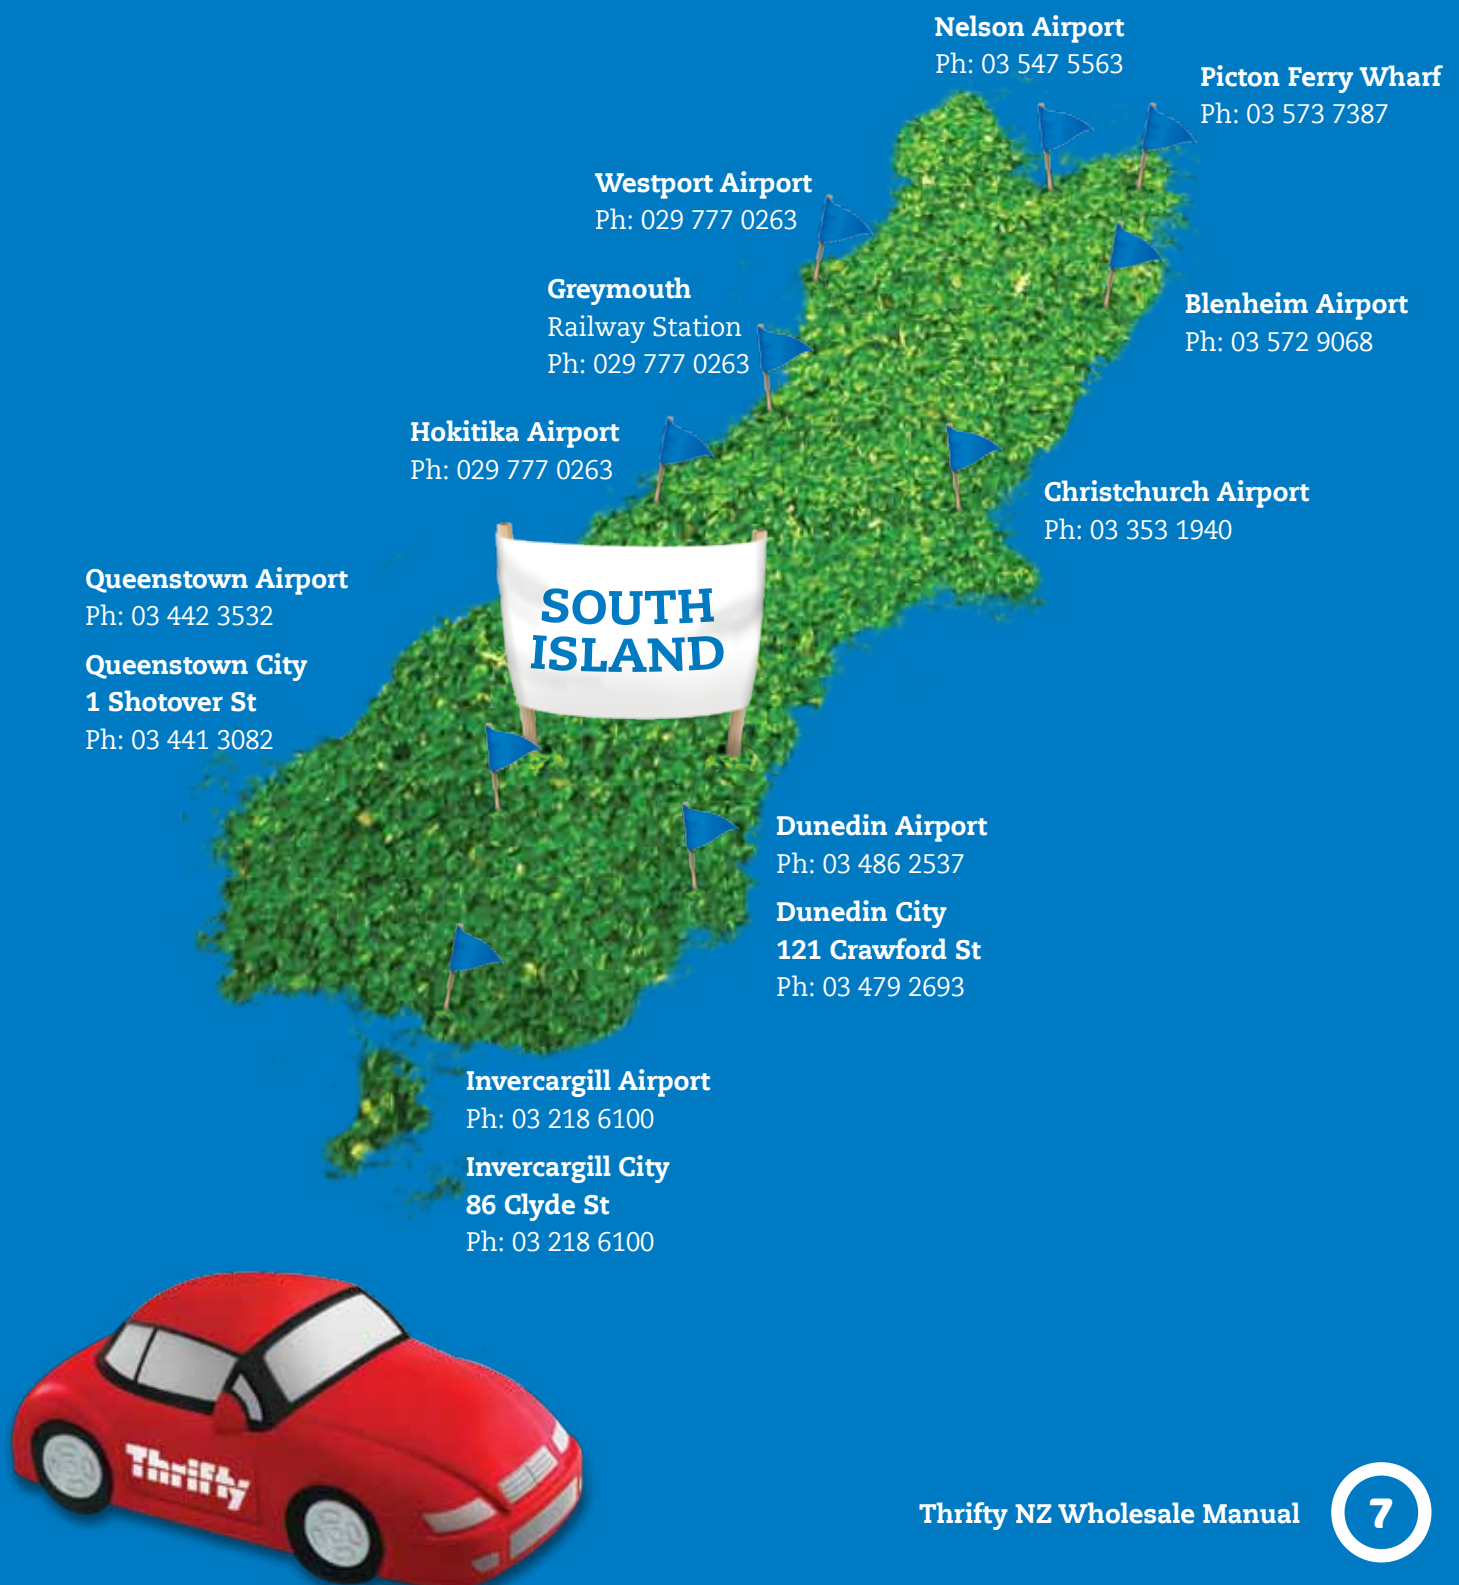 Nelson Airport
Ph: 03 547 5563
Picton Ferry Wharf
Ph: 03 573 7387
Westport Airport
Ph: 029 777 0263
Greymouth
Railway Station
Ph: 029 777 0263
Blenheim Airport
Ph: 03 572 9068
Hokitika Airport
Ph: 029 777 0263
Christchurch Airport
Ph: 03 353 1940
SOUTH
ISLAND
Queenstown Airport
Ph: 03 442 3532
Queenstown City
1 Shotover St
Ph: 03 441 3082
Dunedin Airport
Ph: 03 486 2537
Dunedin City
121 Crawford St
Ph: 03 479 2693
Invercargill Airport
Ph: 03 218 6100
Invercargill City
86 Clyde St
Ph: 03 218 6100
Thrifty
Thrifty NZ Wholesale Manual
7